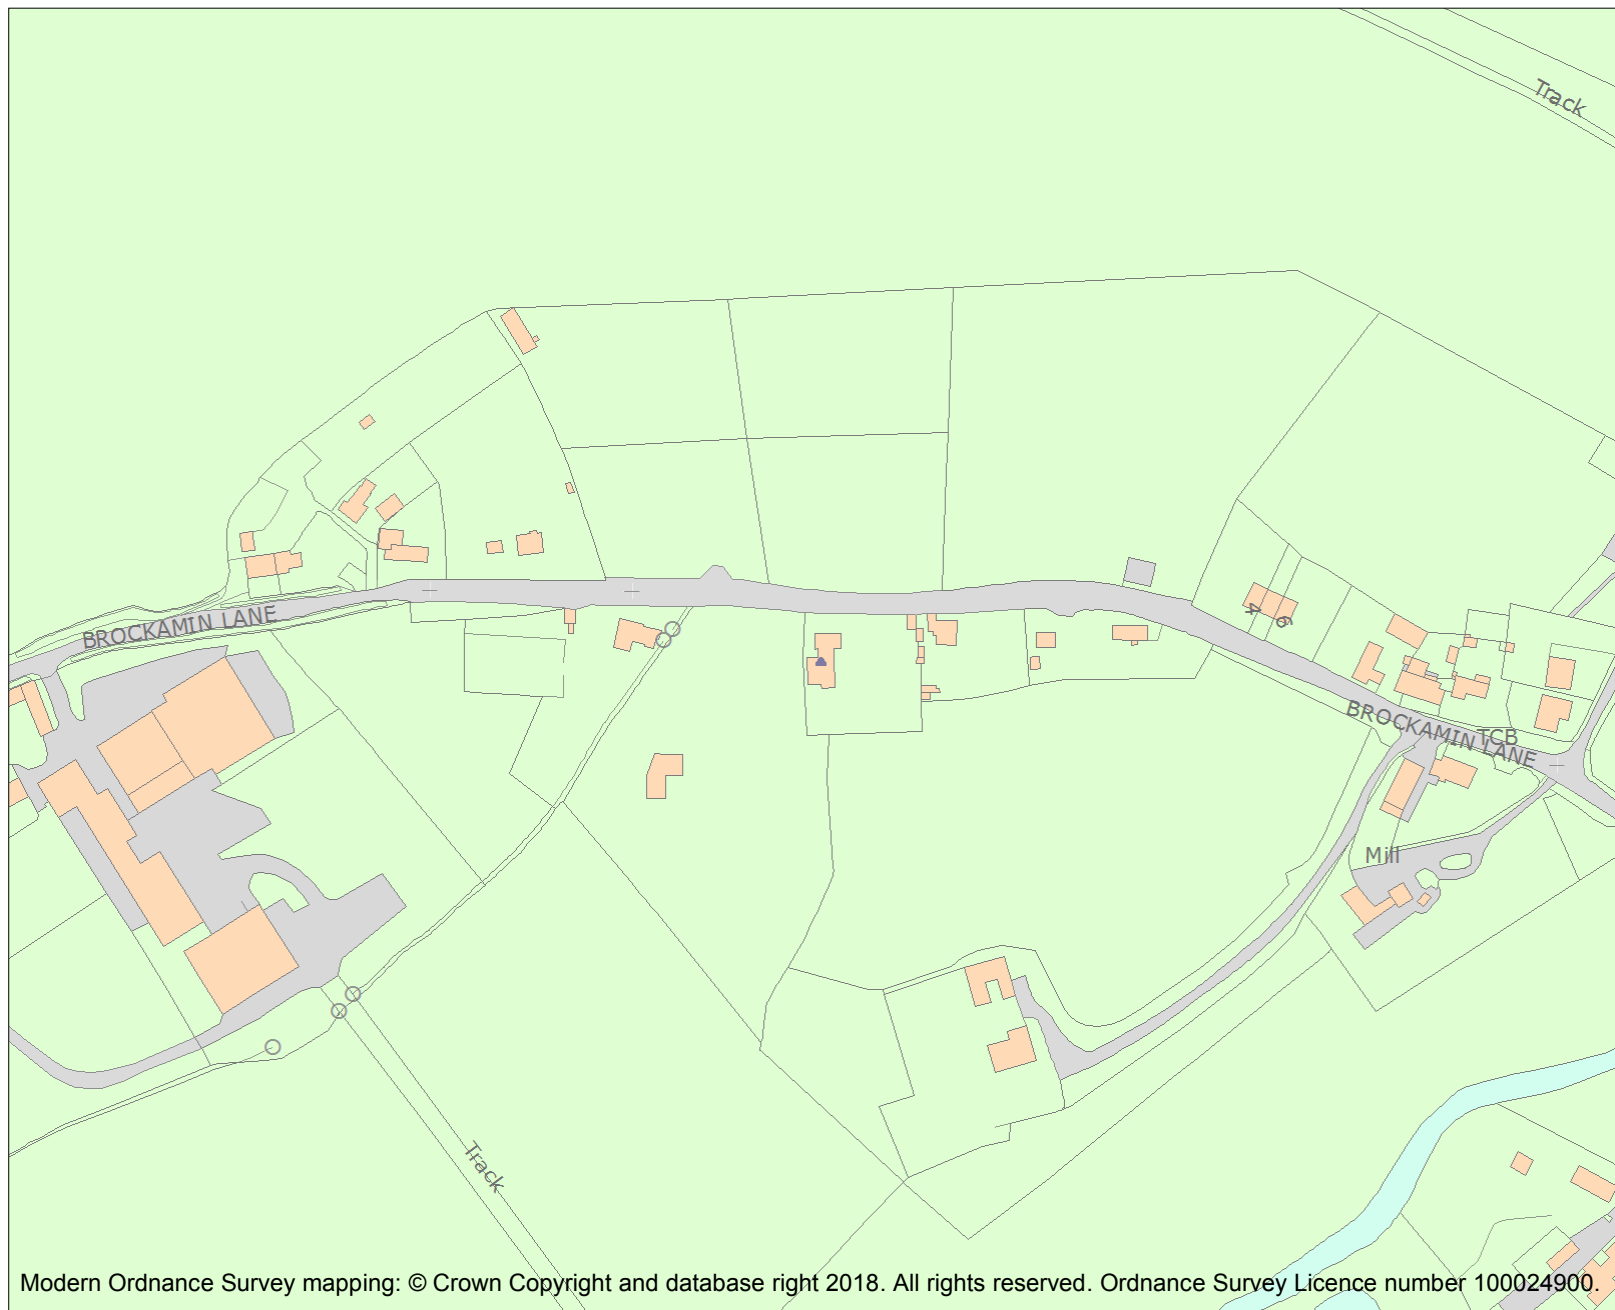 Track
BROCKAMIN LANE
4
6
BROCKAMIN LANE
TCB
Mill
Track
Modern Ordnance Survey mapping: © Crown Copyright and database right 2018. All rights reserved. Ordnance Survey Licence number 100024900.